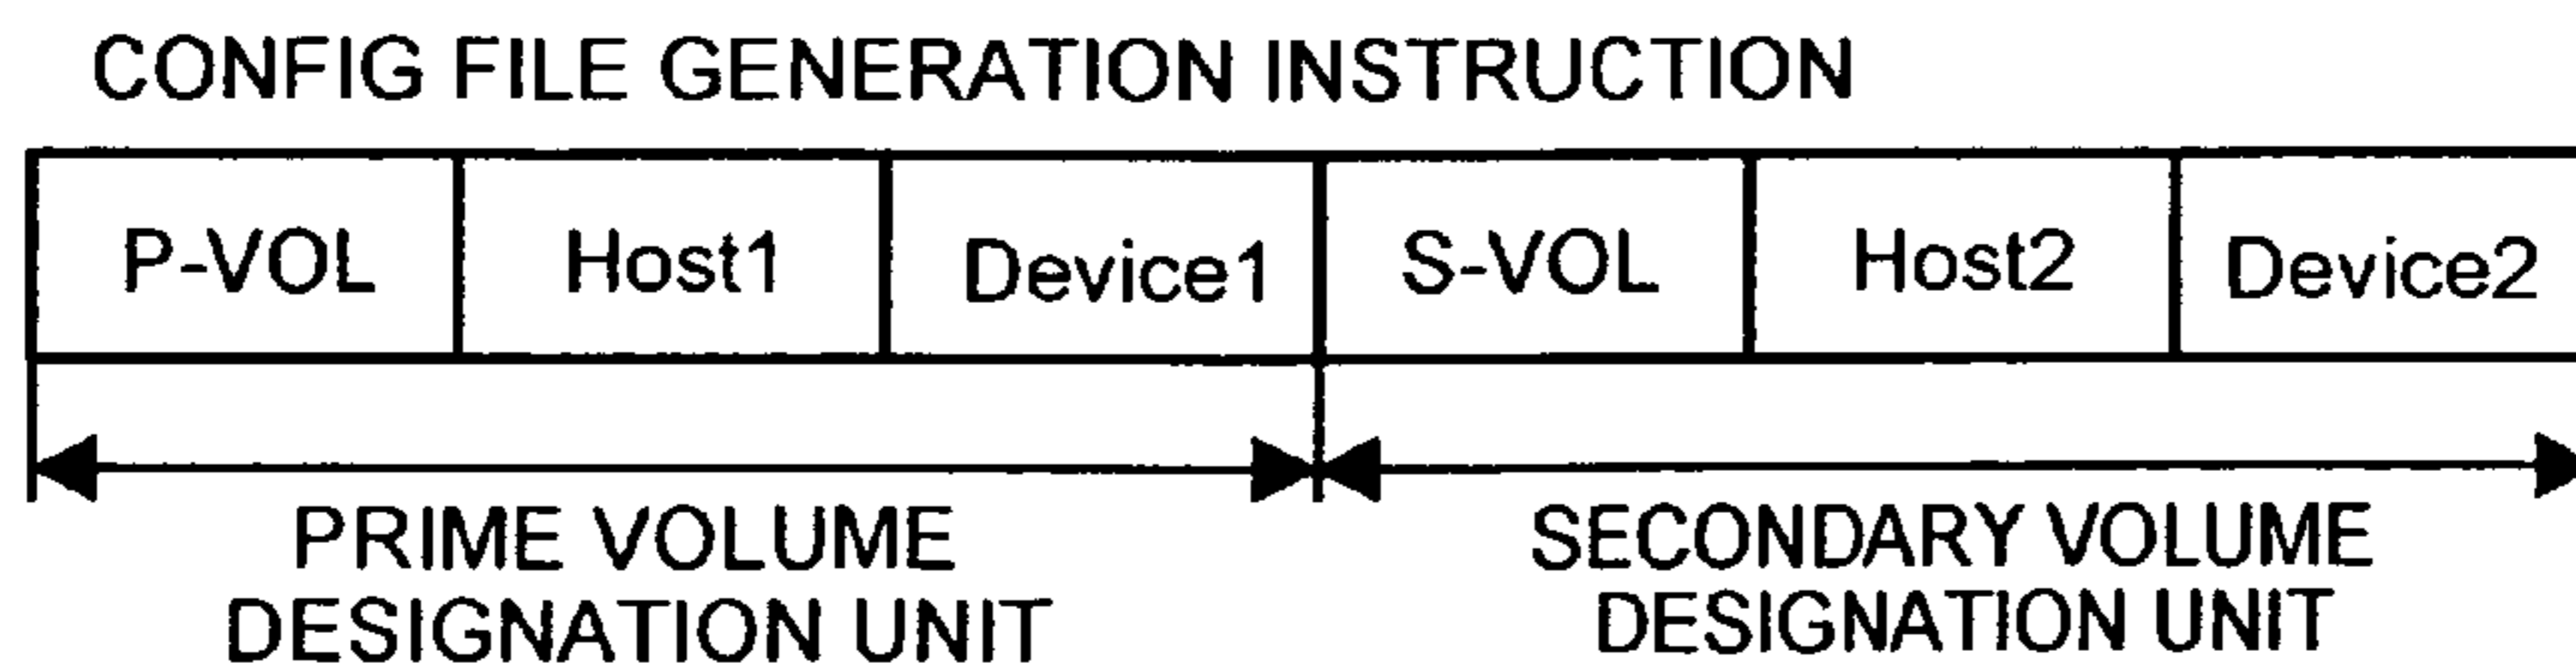 CONFIG FILE GENERATION INSTRUCTION
P-VOL Host1 Device1 S-VOL Host2 Device2
PRIME VOLUME
DESIGNATION UNIT
SECONDARY VOLUME
DESIGNATION UNIT